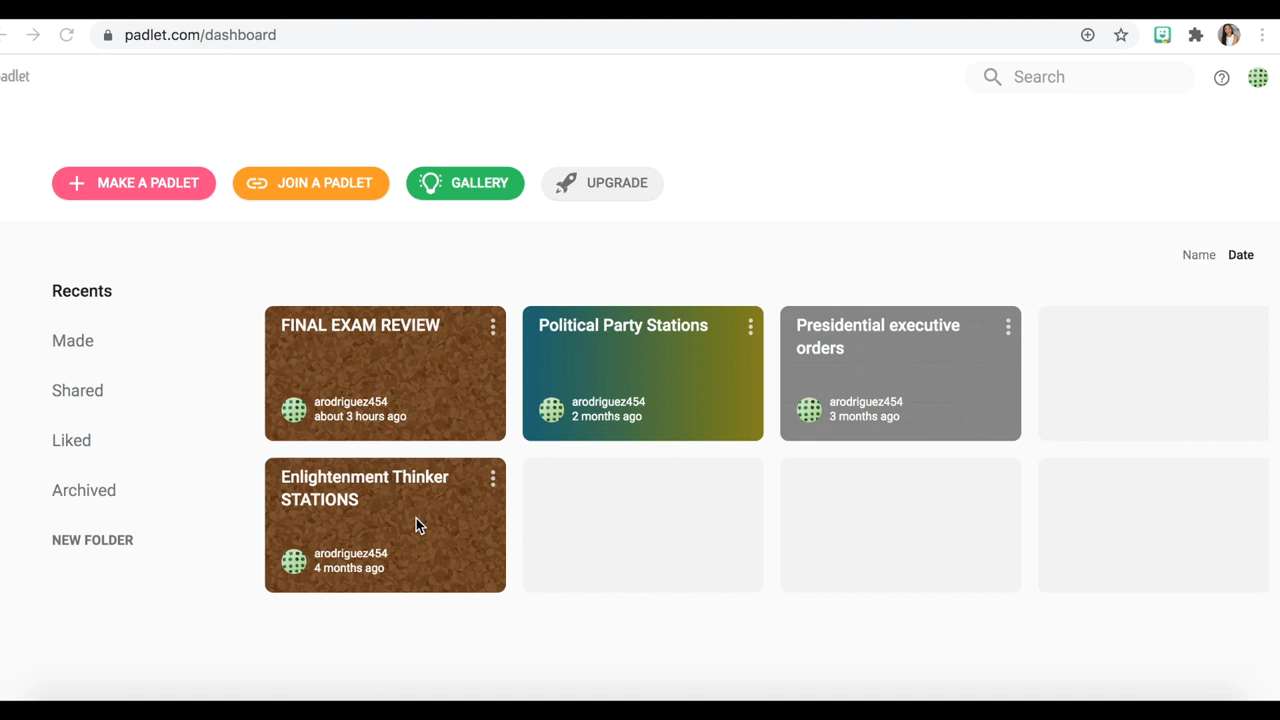 padlet.com/dashboard
adlet
Search
MAKE A PADLET
JOIN A PADLET
GALLERY
UPGRADE
Name
Date
Recents
Made
Shared
Liked
Archived
NEW FOLDER
FINAL EXAM REVIEW
arodriguez454
about 3 hours ago
Political Party Stations
arodriguez454
2 months ago
Presidential executive
orders
arodriguez454
3 months ago
Enlightenment Thinker
STATIONS
arodriguez454
4 months ago